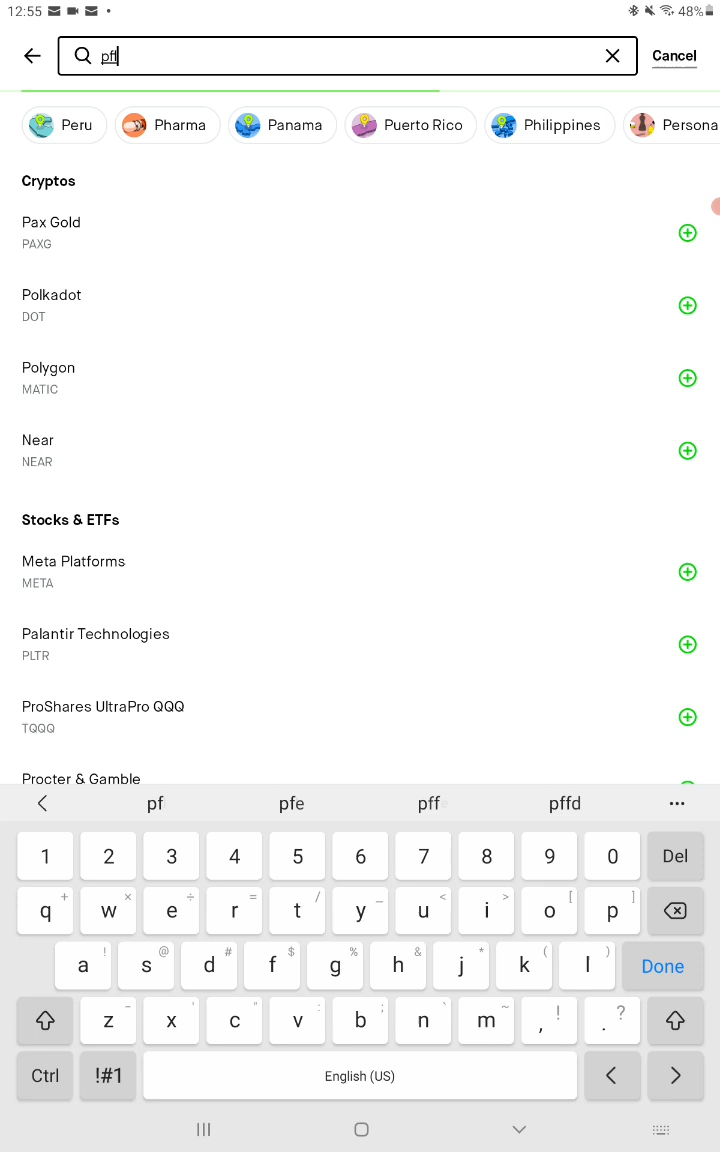 12:55
48%
pff
Cancel
Peru
Pharma
Panama
Puerto Rico
Philippines
Persona
Cryptos
Pax Gold
PAXG
Polkadot
DOT
Polygon
MATIC
Near
NEAR
Stocks & ETFs
Meta Platforms
META
Palantir Technologies
PLTR
ProShares UltraPro QQQ
TQQQ
Procter & Gamble
pf pfe pff pffd ...
1 2 3 4 5 6 7 8 9 0 Del
+ × ÷ = / _ < > [ ]
q w e r t y u i o p
! @ # $ % & * ( )
a s d f g h j k l Done
- ' " : ; ` ~ ! ?
z x c v b n m , .
Ctrl !#1 English (US) < >